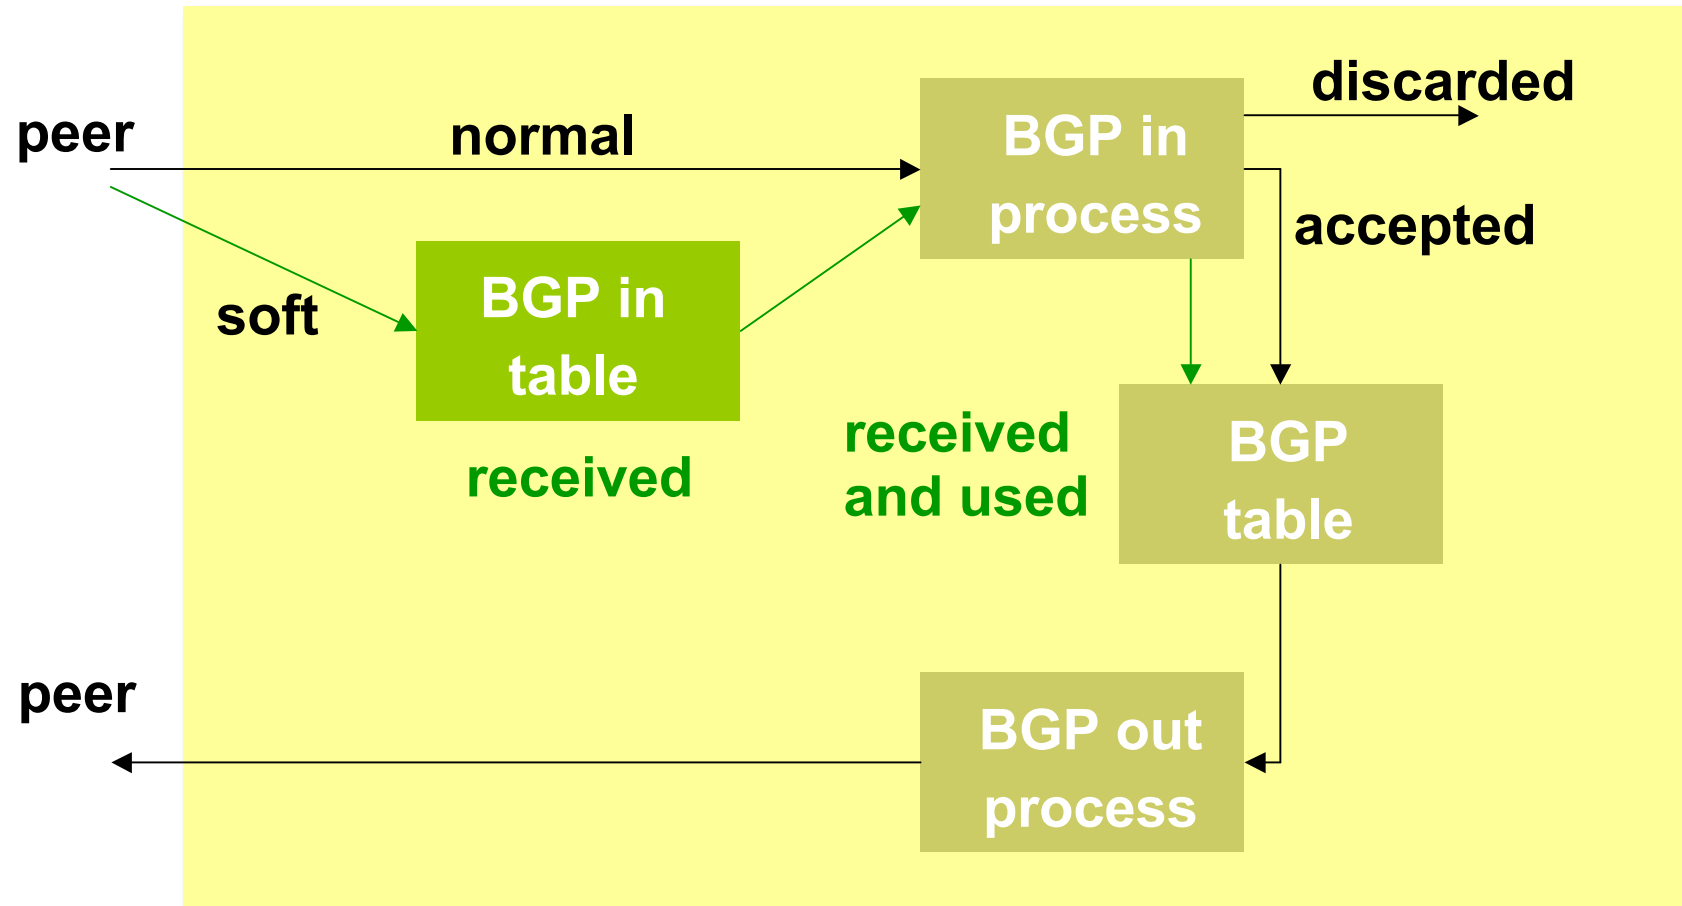 discarded
peer
normal
BGP in
process
accepted
soft
BGP in
table
received
received
and used
BGP
table
peer
BGP out
process